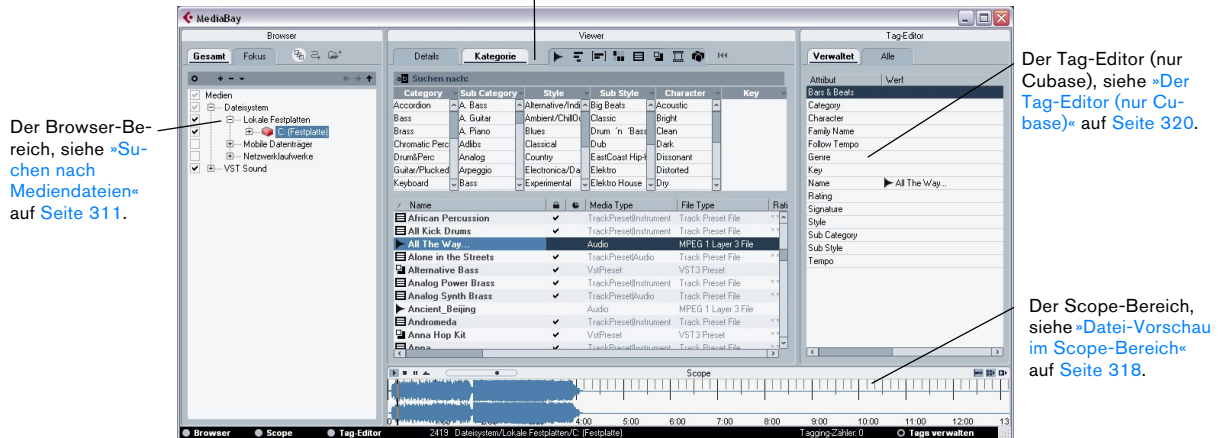 MediaBay
Browser
Viewer
Tag-Editor
Gesamt Fokus
Details Kategorie
Verwaltet Alle
Suchen nach:
Medien
Dateisystem
Lokale Festplatten
C: (Festplatte)
Mobile Datenträger
Netzwerklaufwerke
VST Sound
Category Sub Category Style Sub Style Character Key
Accordion A. Bass Alternative/Indi Big Beats Acoustic
Bass A. Guitar Ambient/ChillOu Classic Bright
Brass A. Piano Blues Drum ´n ´Bass Clean
Chromatic Perc Adlibs Classical Dub Dark
Drum&Perc Analog Country EastCoast Hip-H Dissonant
Guitar/Plucked Arpeggio Electronica/Da Elektro Distorted
Keyboard Bass Experimental Elektro House Dry
Name Media Type File Type Rati
African Percussion TrackPreset|Instrument Track Preset File
All Kick Drums TrackPreset|Instrument Track Preset File
All The Way... Audio MPEG 1 Layer 3 File
Alone in the Streets TrackPreset|Audio Track Preset File
Alternative Bass VstPreset VST3 Preset
Analog Power Brass TrackPreset|Instrument Track Preset File
Analog Synth Brass TrackPreset|Audio Track Preset File
Ancient_Beijing Audio MPEG 1 Layer 3 File
Andromeda TrackPreset|Instrument Track Preset File
Anna Hop Kit VstPreset VST3 Preset
Anna TrackPreset|Instrument Track Preset File
Attribut Wert
Bars & Beats
Category
Character
Family Name
Follow Tempo
Genre
Key
Name All The Way...
Rating
Signature
Style
Sub Category
Sub Style
Tempo
Scope
4:00 5:00 6:00 7:00 8:00 9:00 10:00 11:00 12:00 13
Browser Scope Tag-Editor 2419 Dateisystem/Lokale Festplatten/C: (Festplatte) Tagging-Zähler: 0 Tags verwalten
Der Browser-Be-
reich, siehe »Su-
chen nach
Mediendateien«
auf Seite 311.
Der Tag-Editor (nur
Cubase), siehe »Der
Tag-Editor (nur Cu-
base)« auf Seite 320.
Der Scope-Bereich,
siehe »Datei-Vorschau
im Scope-Bereich«
auf Seite 318.